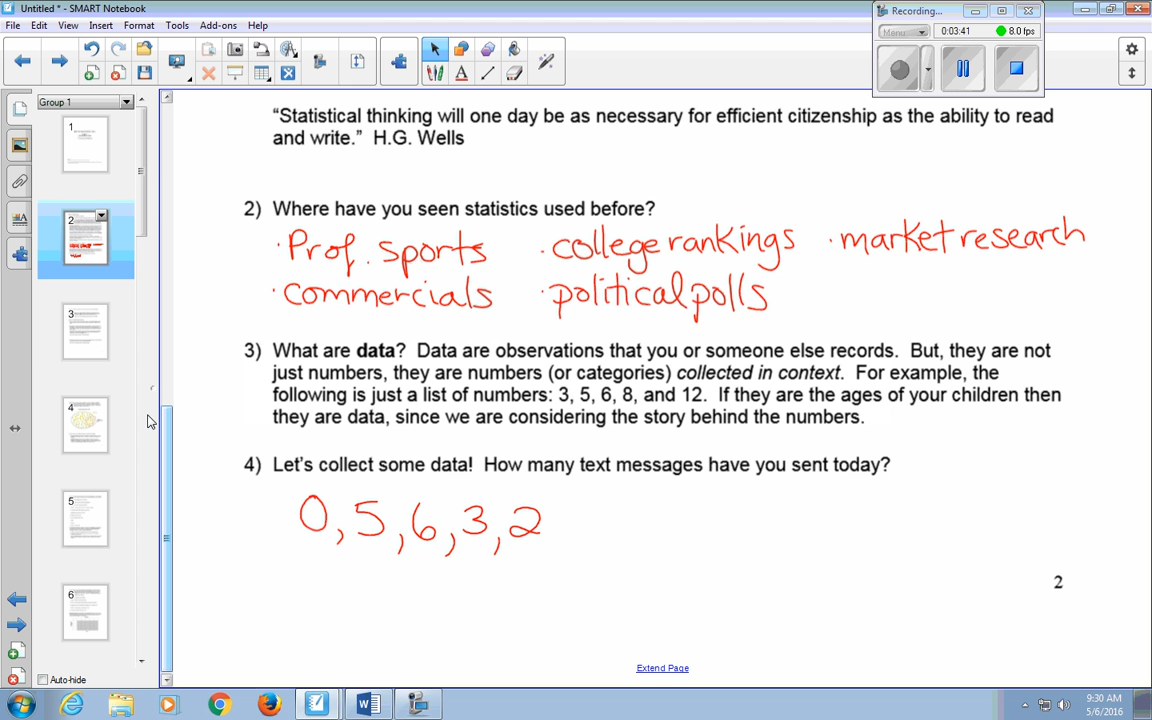 Untitled * - SMART Notebook
File Edit View Insert Format Tools Add-ons Help
Recording...
Menu 0:03:41 8.0 fps
Group 1
1
2
3
4
5
6
Auto-hide
“Statistical thinking will one day be as necessary for efficient citizenship as the ability to read
and write.” H.G. Wells
2) Where have you seen statistics used before?
· Prof. sports · college rankings · market research
· commercials · political polls
3) What are data? Data are observations that you or someone else records. But, they are not
just numbers, they are numbers (or categories) collected in context. For example, the
following is just a list of numbers: 3, 5, 6, 8, and 12. If they are the ages of your children then
they are data, since we are considering the story behind the numbers.
4) Let’s collect some data! How many text messages have you sent today?
0, 5, 6, 3, 2
2
Extend Page
9:30 AM
5/6/2016